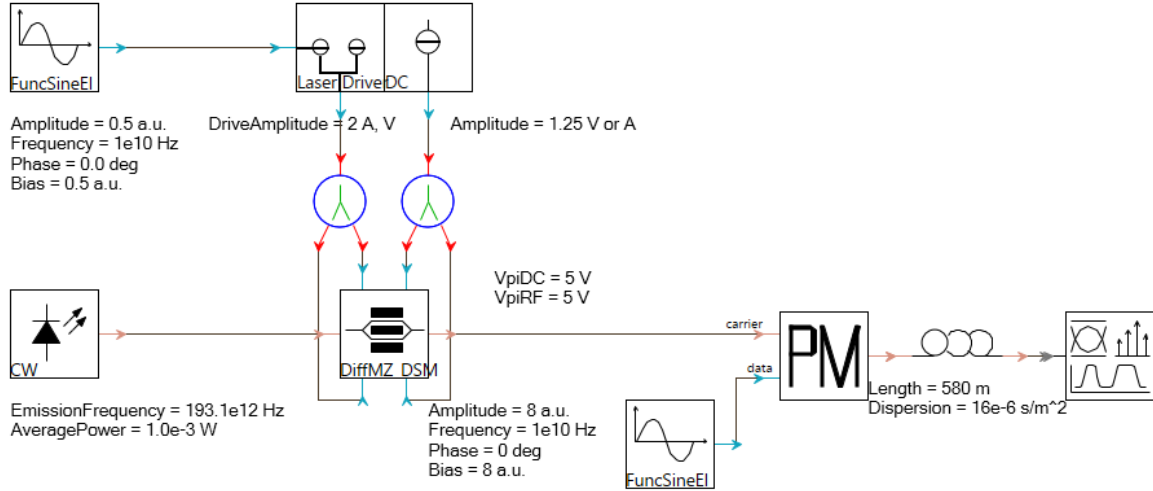 FuncSineEl
Laser DriverDC
Amplitude = 0.5 a.u.
Frequency = 1e10 Hz
Phase = 0.0 deg
Bias = 0.5 a.u.
DriveAmplitude = 2 A, V
Amplitude = 1.25 V or A
VpiDC = 5 V
VpiRF = 5 V
CW
DiffMZ_DSM
EmissionFrequency = 193.1e12 Hz
AveragePower = 1.0e-3 W
Amplitude = 8 a.u.
Frequency = 1e10 Hz
Phase = 0 deg
Bias = 8 a.u.
FuncSineEl
carrier
data
PM
Length = 580 m
Dispersion = 16e-6 s/m^2